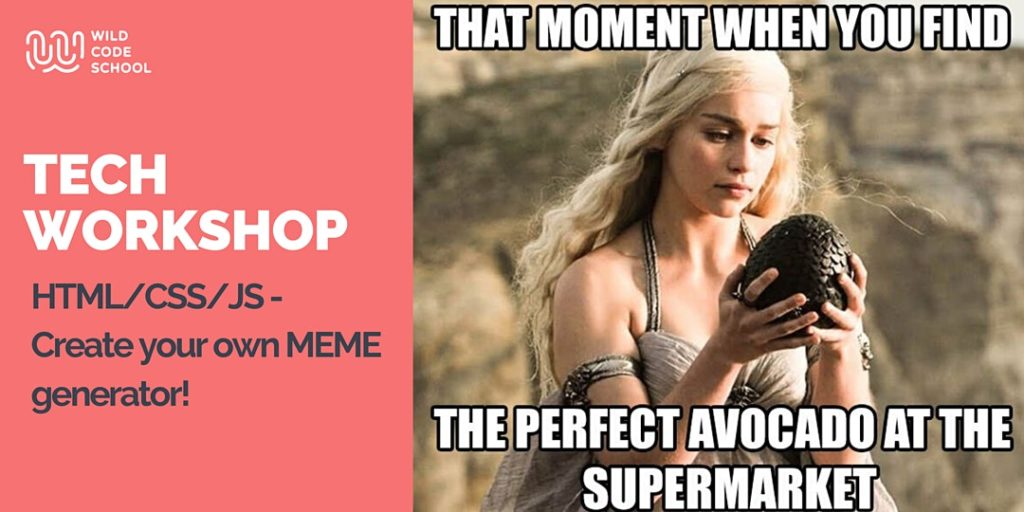 WILD
CODE
SCHOOL
TECH
WORKSHOP
HTML/CSS/JS -
Create your own MEME
generator!
THAT MOMENT WHEN YOU FIND
THE PERFECT AVOCADO AT THE
SUPERMARKET